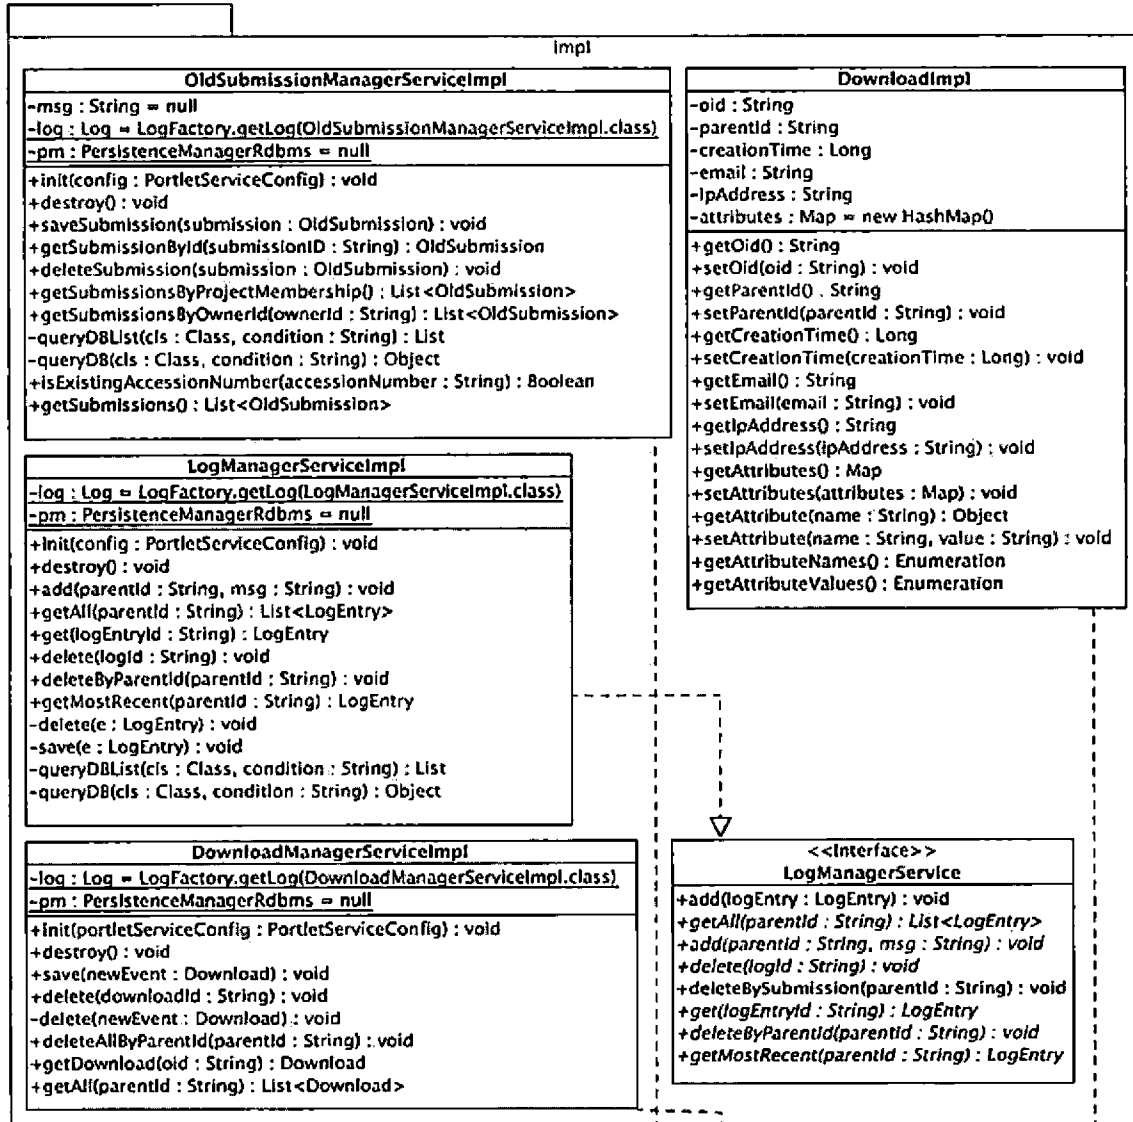 impl
OldSubmissionManagerServiceImpl
-msg : String = null
-log : Log = LogFactory.getLog(OldSubmissionManagerServiceImpl.class)
-pm : PersistenceManagerRdbms = null
+init(config : PortletServiceConfig) : void
+destroy() : void
+saveSubmission(submission : OldSubmission) : void
+getSubmissionById(submissionID : String) : OldSubmission
+deleteSubmission(submission : OldSubmission) : void
+getSubmissionsByProjectMembership() : List<OldSubmission>
+getSubmissionsByOwnerId(ownerId : String) : List<OldSubmission>
-queryDBList(cls : Class, condition : String) : List
-queryDB(cls : Class, condition : String) : Object
+isExistingAccessionNumber(accessionNumber : String) : Boolean
+getSubmissions() : List<OldSubmission>
DownloadImpl
-oid : String
-parentId : String
-creationTime : Long
-email : String
-ipAddress : String
-attributes : Map = new HashMap()
+getOid() : String
+setOid(oid : String) : void
+getParentId() : String
+setParentId(parentId : String) : void
+getCreationTime() : Long
+setCreationTime(creationTime : Long) : void
+getEmail() : String
+setEmail(email : String) : void
+getIpAddress() : String
+setIpAddress(ipAddress : String) : void
+getAttributes() : Map
+setAttributes(attributes : Map) : void
+getAttribute(name : String) : Object
+setAttribute(name : String, value : String) : void
+getAttributeNames() : Enumeration
+getAttributeValues() : Enumeration
LogManagerServiceImpl
-log : Log = LogFactory.getLog(LogManagerServiceImpl.class)
-pm : PersistenceManagerRdbms = null
+init(config : PortletServiceConfig) : void
+destroy() : void
+add(parentId : String, msg : String) : void
+getAll(parentId : String) : List<LogEntry>
+get(logEntryId : String) : LogEntry
+delete(logId : String) : void
+deleteByParentId(parentId : String) : void
+getMostRecent(parentId : String) : LogEntry
-delete(e : LogEntry) : void
-save(e : LogEntry) : void
-queryDBList(cls : Class, condition : String) : List
-queryDB(cls : Class, condition : String) : Object
DownloadManagerServiceImpl
-log : Log = LogFactory.getLog(DownloadManagerServiceImpl.class)
-pm : PersistenceManagerRdbms = null
+init(portletServiceConfig : PortletServiceConfig) : void
+destroy() : void
+save(newEvent : Download) : void
+delete(downloadId : String) : void
-delete(newEvent : Download) : void
+deleteAllByParentId(parentId : String) : void
+getDownload(oid : String) : Download
+getAll(parentId : String) : List<Download>
<<Interface>>
LogManagerService
+add(logEntry : LogEntry) : void
+getAll(parentId : String) : List<LogEntry>
+add(parentId : String, msg : String) : void
+delete(logId : String) : void
+deleteBySubmission(parentId : String) : void
+get(logEntryId : String) : LogEntry
+deleteByParentId(parentId : String) : void
+getMostRecent(parentId : String) : LogEntry